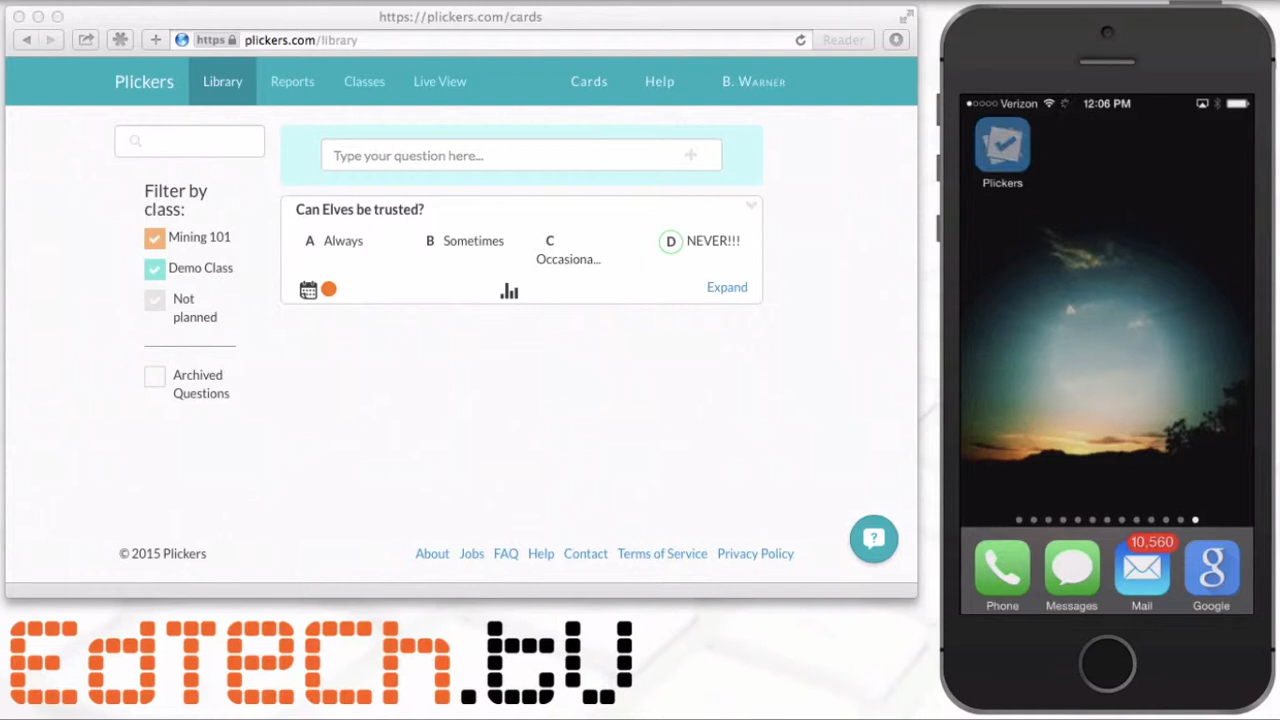 https://plickers.com/cards
https plickers.com/library
Reader
Plickers Library Reports Classes Live View Cards Help B. Warner
Type your question here...
Filter by
class:
Mining 101
Demo Class
Not
planned
Archived
Questions
Can Elves be trusted?
A Always B Sometimes C Occasiona... D NEVER!!!
Expand
© 2015 Plickers
About Jobs FAQ Help Contact Terms of Service Privacy Policy
EdTech.tv
Verizon 12:06 PM
Plickers
10,560
Phone Messages Mail Google